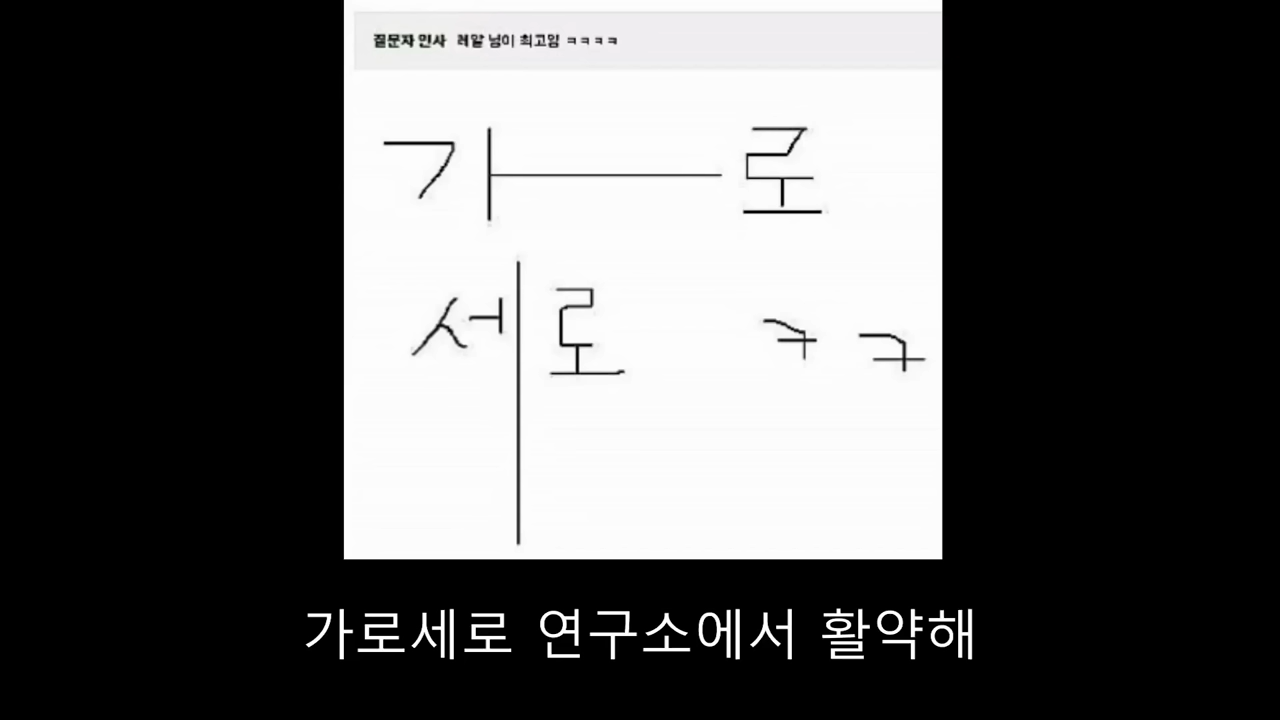 질문자 인사 레알 님이 최고임 ㅋㅋㅋㅋ
가로
세로 ㅋㅋ
가로세로 연구소에서 활약해